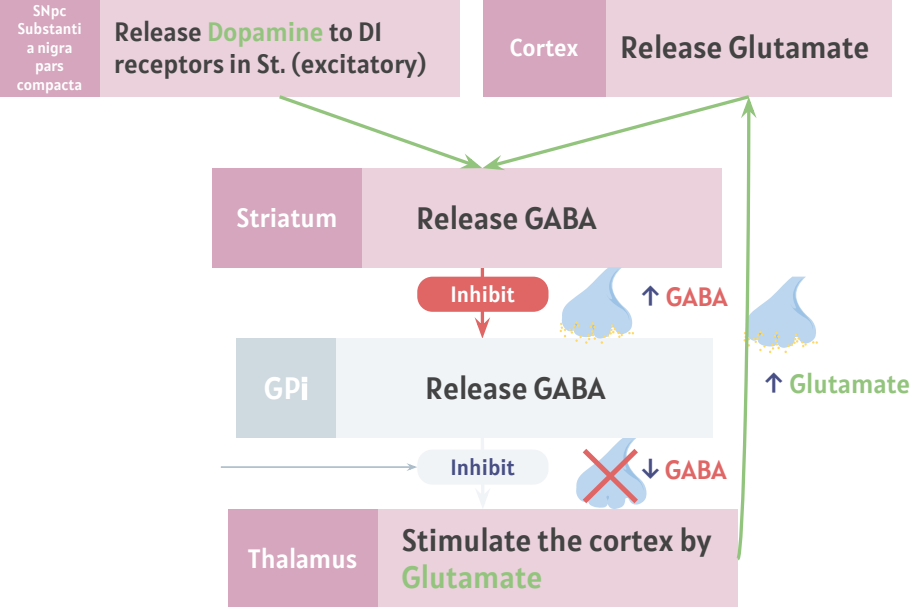 SNpc
Substanti
a nigra
pars
compacta
Release Dopamine to D1
receptors in St. (excitatory)
Cortex
Release Glutamate
Striatum
Release GABA
Inhibit
↑ GABA
GPi
Release GABA
↑ Glutamate
Inhibit
↓ GABA
Thalamus
Stimulate the cortex by
Glutamate